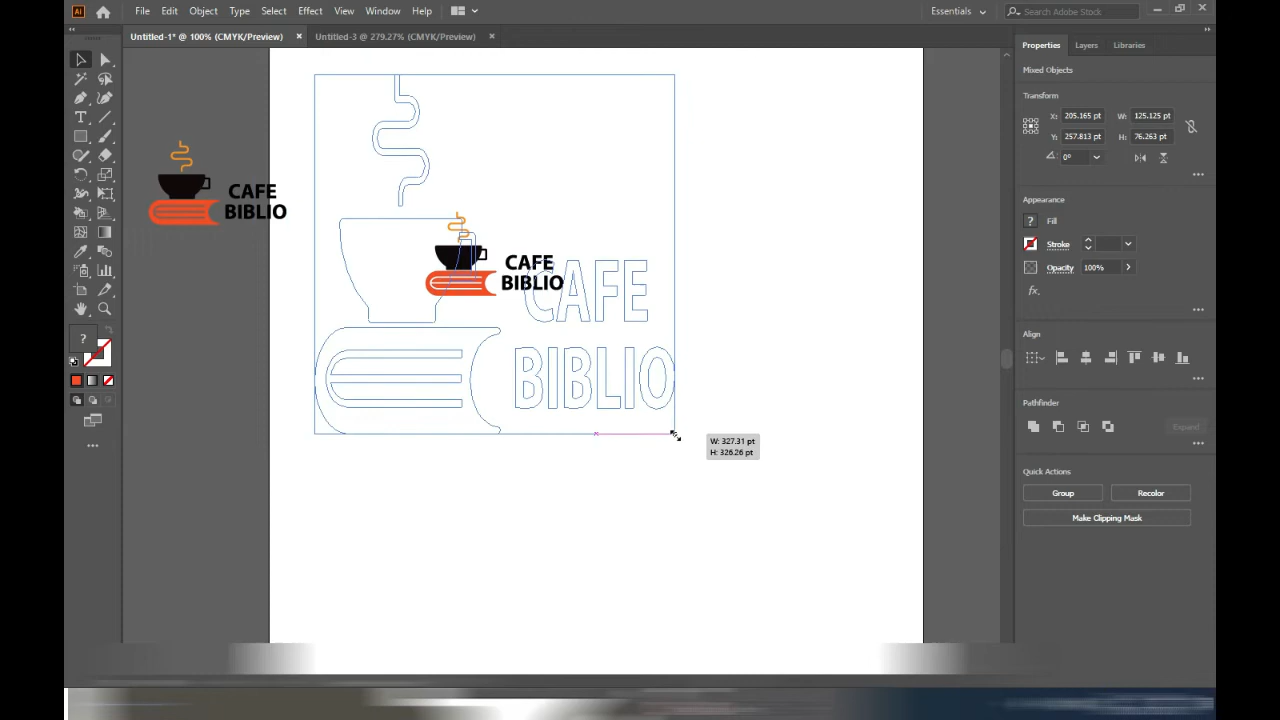 Ai File Edit Object Type Select Effect View Window Help Essentials Search Adobe Stock
Untitled-1* @ 100% (CMYK/Preview) × Untitled-3 @ 279.27% (CMYK/Preview) ×
Properties Layers Libraries
Mixed Objects
Transform
X: 205.165 pt W: 125.125 pt
Y: 257.813 pt H: 76.263 pt
0°
Appearance
? Fill
Stroke
Opacity 100%
fx.
Align
Pathfinder
Expand
Quick Actions
Group Recolor
Make Clipping Mask
CAFE
BIBLIO
CAFE
BIBLIO
CAFE
BIBLIO
W: 327.31 pt
H: 326.26 pt
?